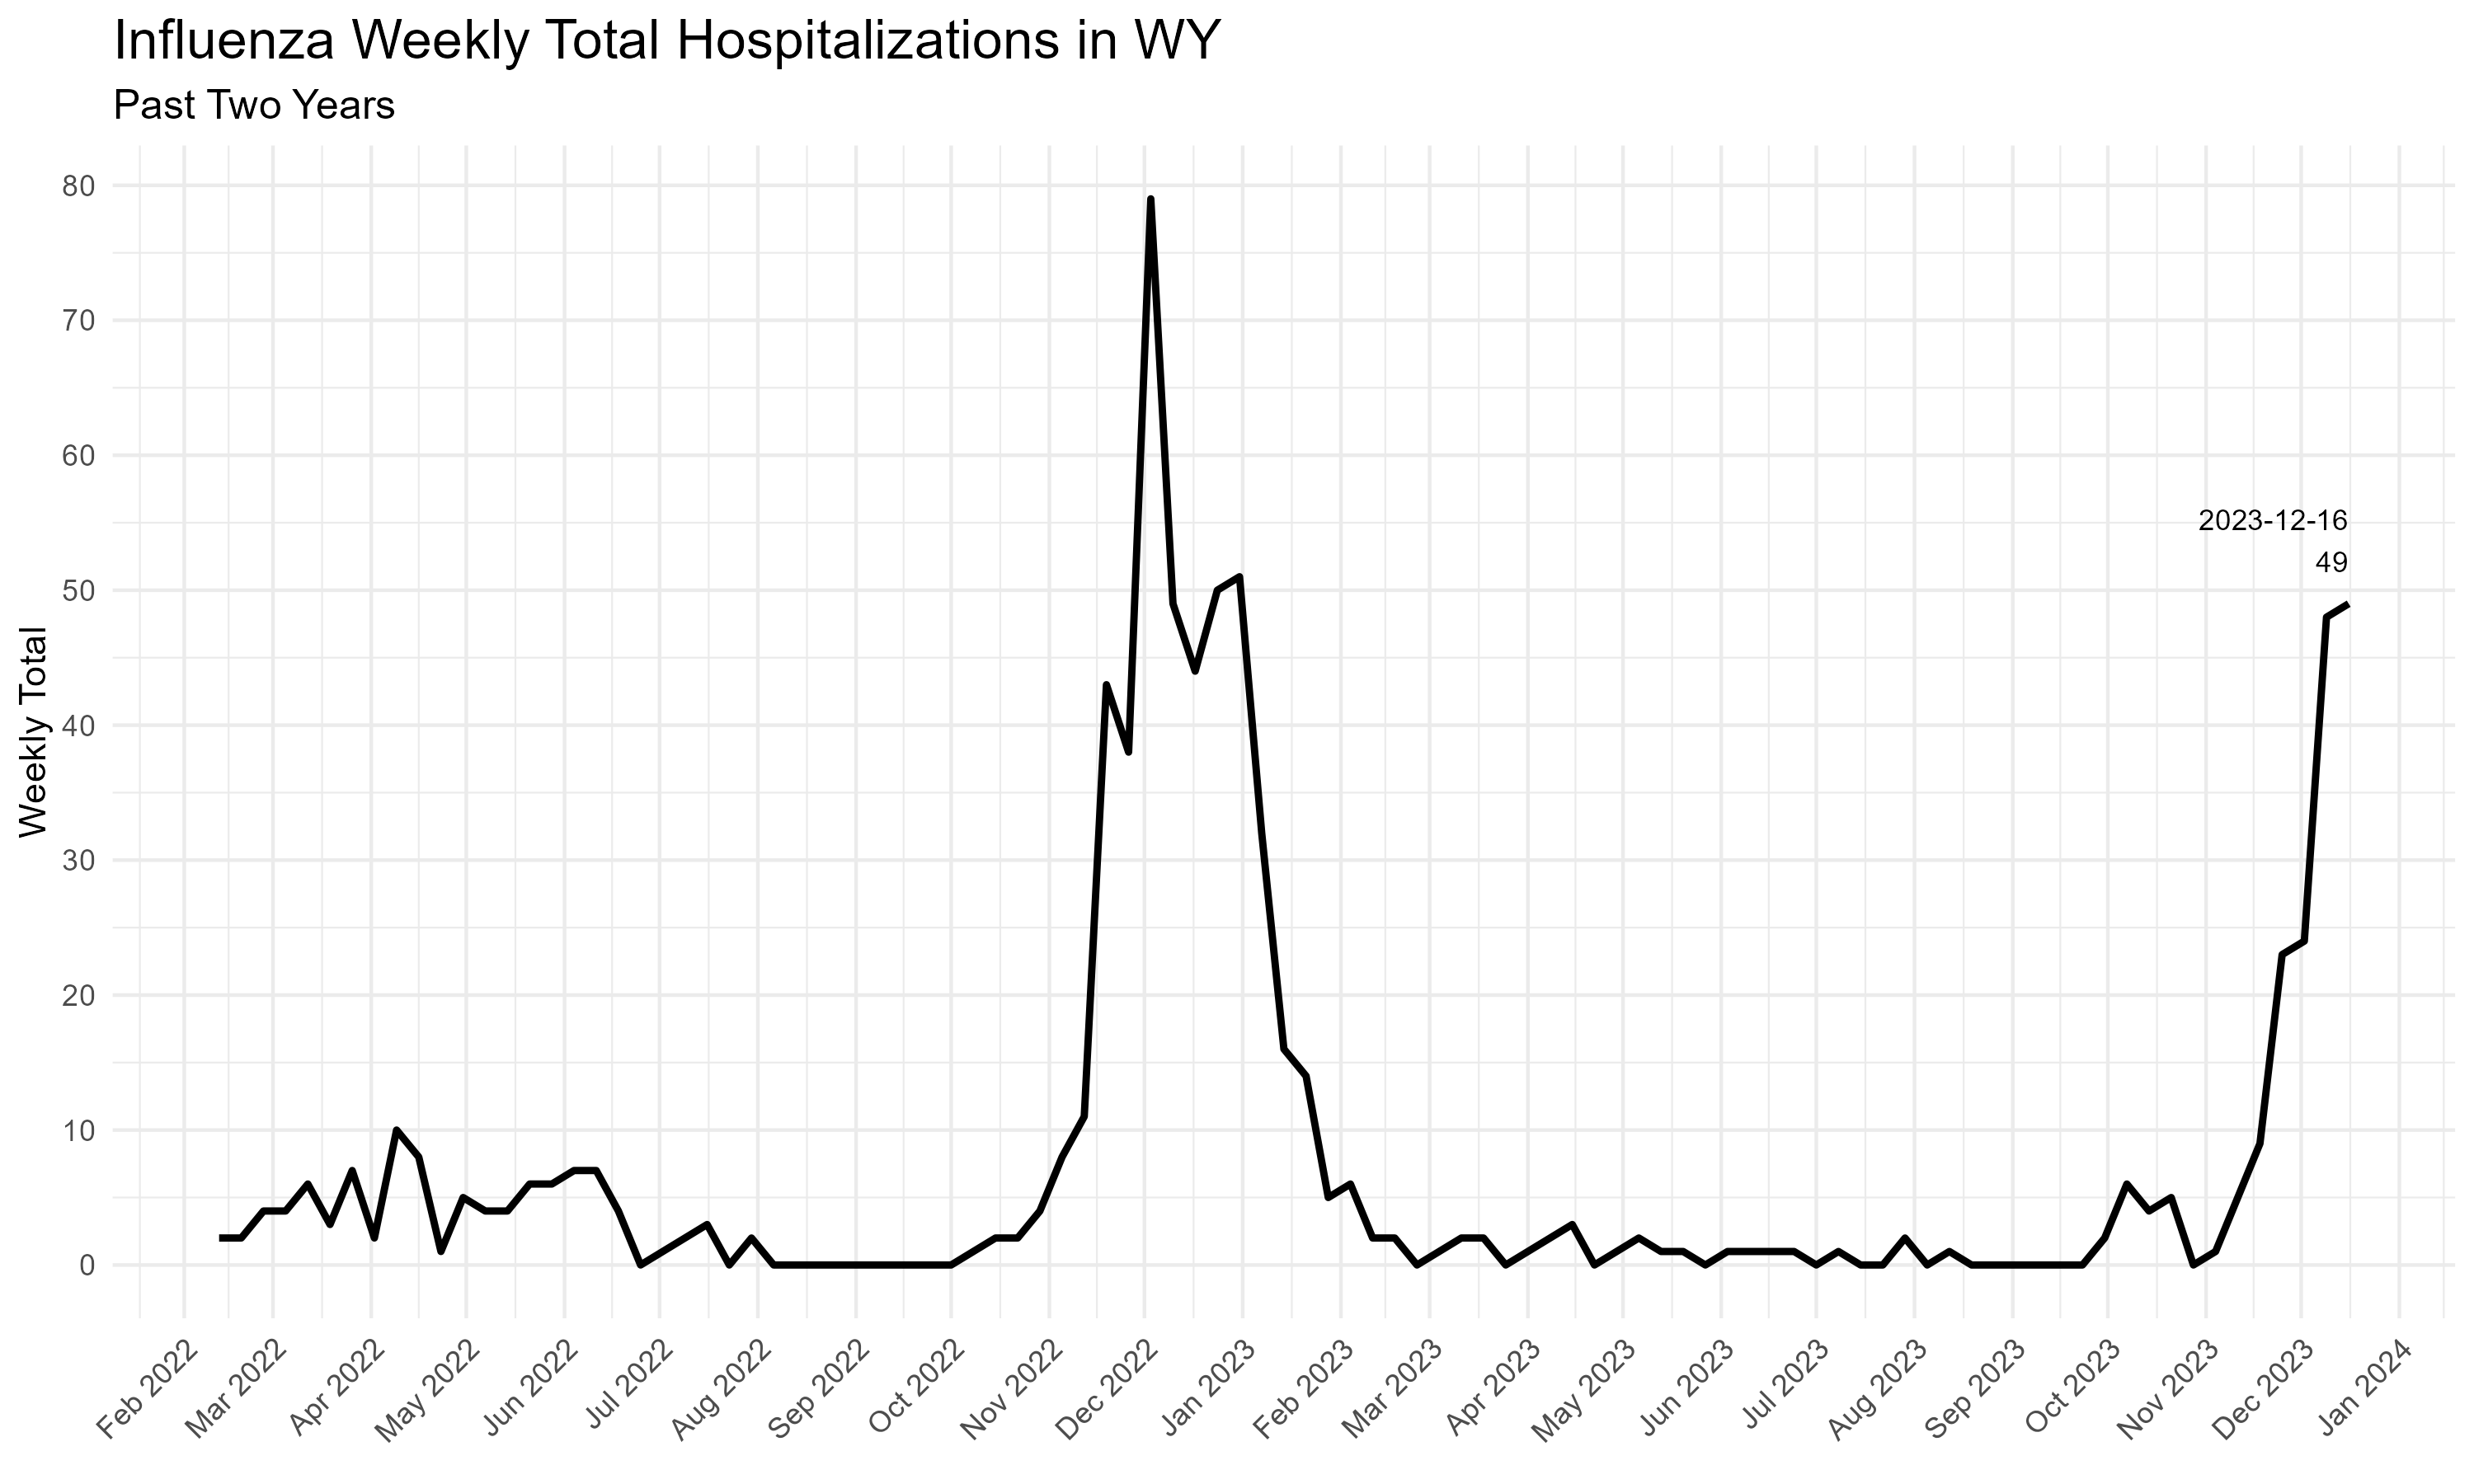 Influenza Weekly Total Hospitalizations in WY
Past Two Years
Weekly Total
80
70
60
50
40
30
20
10
0
2023-12-16
49
Feb 2022
Mar 2022
Apr 2022
May 2022
Jun 2022
Jul 2022
Aug 2022
Sep 2022
Oct 2022
Nov 2022
Dec 2022
Jan 2023
Feb 2023
Mar 2023
Apr 2023
May 2023
Jun 2023
Jul 2023
Aug 2023
Sep 2023
Oct 2023
Nov 2023
Dec 2023
Jan 2024